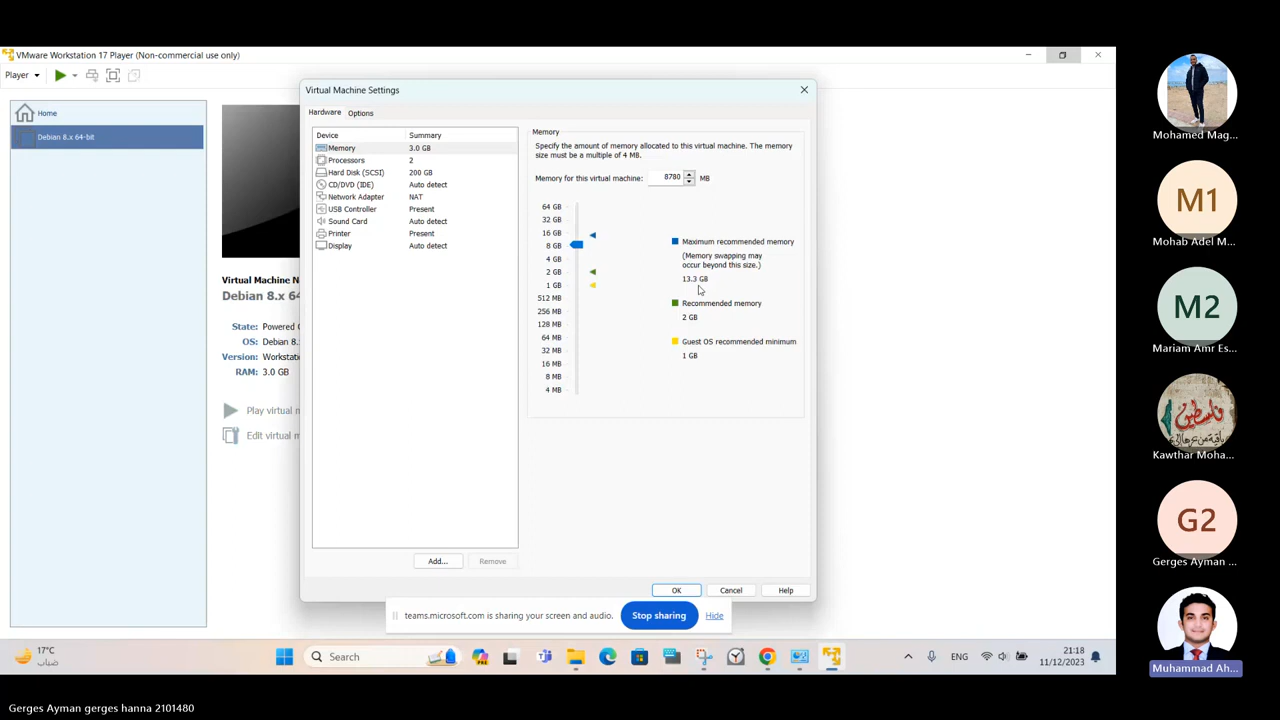 VMware Workstation 17 Player (Non-commercial use only)
Player
Home
Debian 8.x 64-bit
Virtual Machine N
Debian 8.x 64
State: Powered
OS: Debian 8.
Version: Workst
RAM: 3.0 GB
Play virtual m
Edit virtual m
Virtual Machine Settings
Hardware Options
Device Summary
Memory 3.0 GB
Processors 2
Hard Disk (SCSI) 200 GB
CD/DVD (IDE) Auto detect
Network Adapter NAT
USB Controller Present
Sound Card Auto detect
Printer Present
Display Auto detect
Add... Remove
Memory
Specify the amount of memory allocated to this virtual machine. The memory
size must be a multiple of 4 MB.
Memory for this virtual machine: 8780 MB
64 GB
32 GB
16 GB
8 GB
4 GB
2 GB
1 GB
512 MB
256 MB
128 MB
64 MB
32 MB
16 MB
8 MB
4 MB
Maximum recommended memory
(Memory swapping may
occur beyond this size.)
13.3 GB
Recommended memory
2 GB
Guest OS recommended minimum
1 GB
OK Cancel Help
teams.microsoft.com is sharing your screen and audio. Stop sharing Hide
17°C
ضباب
Search
ENG
21:18
11/12/2023
Mohamed Mag...
M1
Mohab Adel M...
M2
Mariam Amr Es...
فلسطين
Kawthar Moha...
G2
Gerges Ayman ...
Muhammad Ah...
Gerges Ayman gerges hanna 2101480